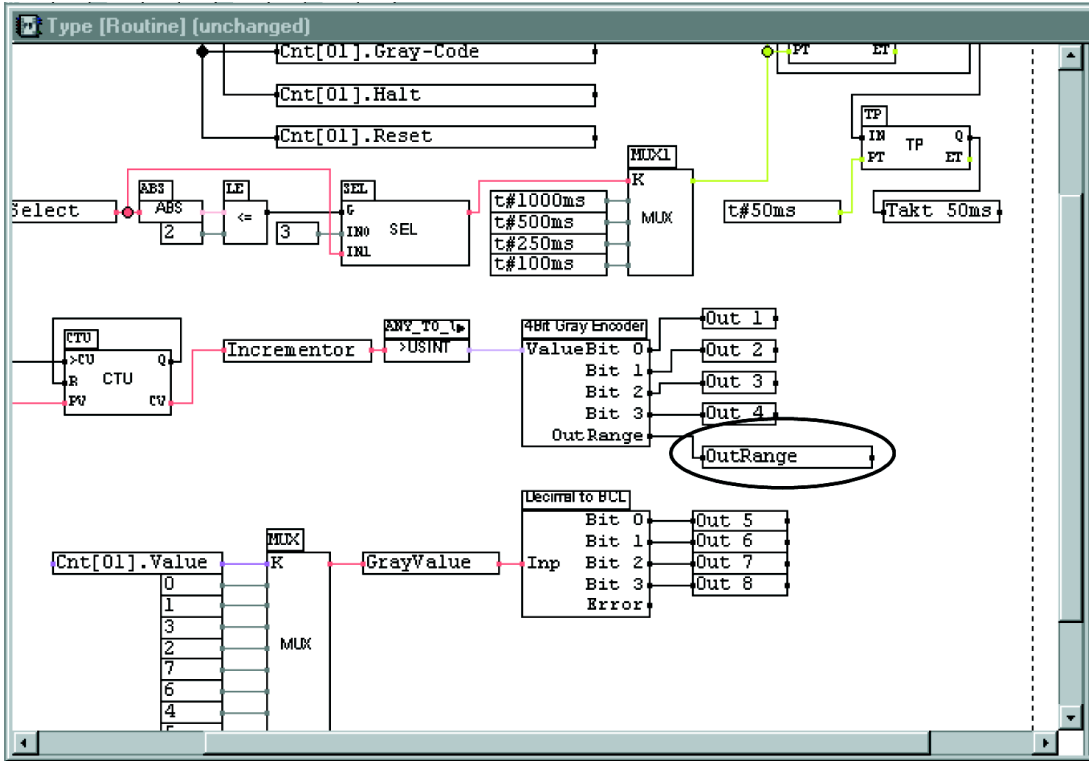 Type [Routine] (unchanged)
Cnt[01].Gray-Code
PT ET
Cnt[01].Halt
Cnt[01].Reset
TP
IN Q
TP
PT ET
MUX1
K
MUX
t#1000ms
t#500ms
t#250ms
t#100ms
t#50ms
Takt 50ms
Select
ABS
ABS
2
LE
<=
3
SEL
G
IN0 SEL
IN1
CTU
>CU Q
R CTU
PV CV
Incrementor
ANY_TO_
>USINT
4Bit Gray Encoder
ValueBit 0
Bit 1
Bit 2
Bit 3
OutRange
Out 1
Out 2
Out 3
Out 4
OutRange
Decimal to BCL
Bit 0
Bit 1
Inp Bit 2
Bit 3
Error
Out 5
Out 6
Out 7
Out 8
Cnt[01].Value
0
1
3
2
7
6
4
5
MUX
K
MUX
GrayValue